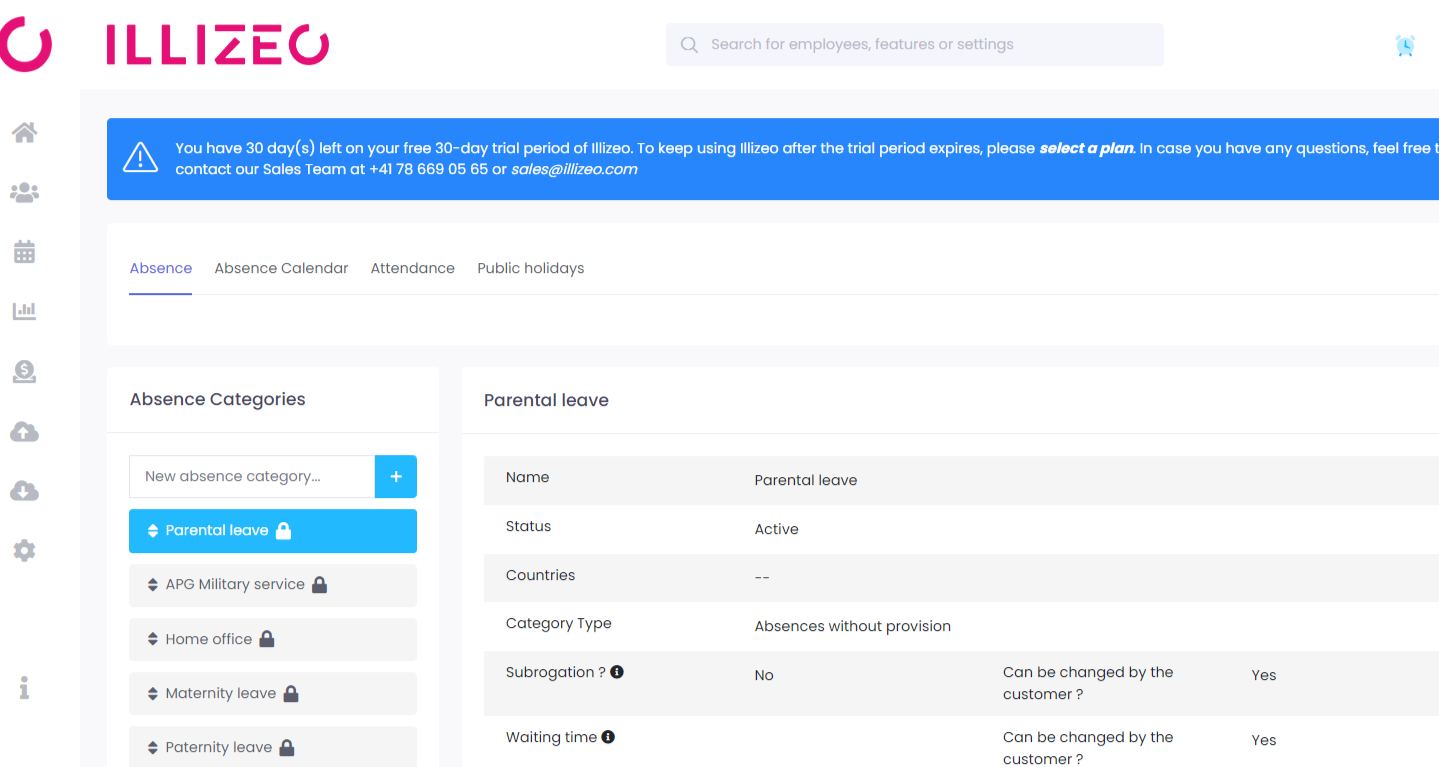 ILLIZEO
Search for employees, features or settings
You have 30 day(s) left on your free 30-day trial period of Illizeo. To keep using Illizeo after the trial period expires, please select a plan. In case you have any questions, feel free t
contact our Sales Team at +41 78 669 05 65 or sales@illizeo.com
Absence Absence Calendar Attendance Public holidays
Absence Categories
New absence category...
+
Parental leave
APG Military service
Home office
Maternity leave
Paternity leave
Parental leave
Name Parental leave
Status Active
Countries --
Category Type Absences without provision
Subrogation ? No Can be changed by the
customer ? Yes
Waiting time Can be changed by the
customer ? Yes